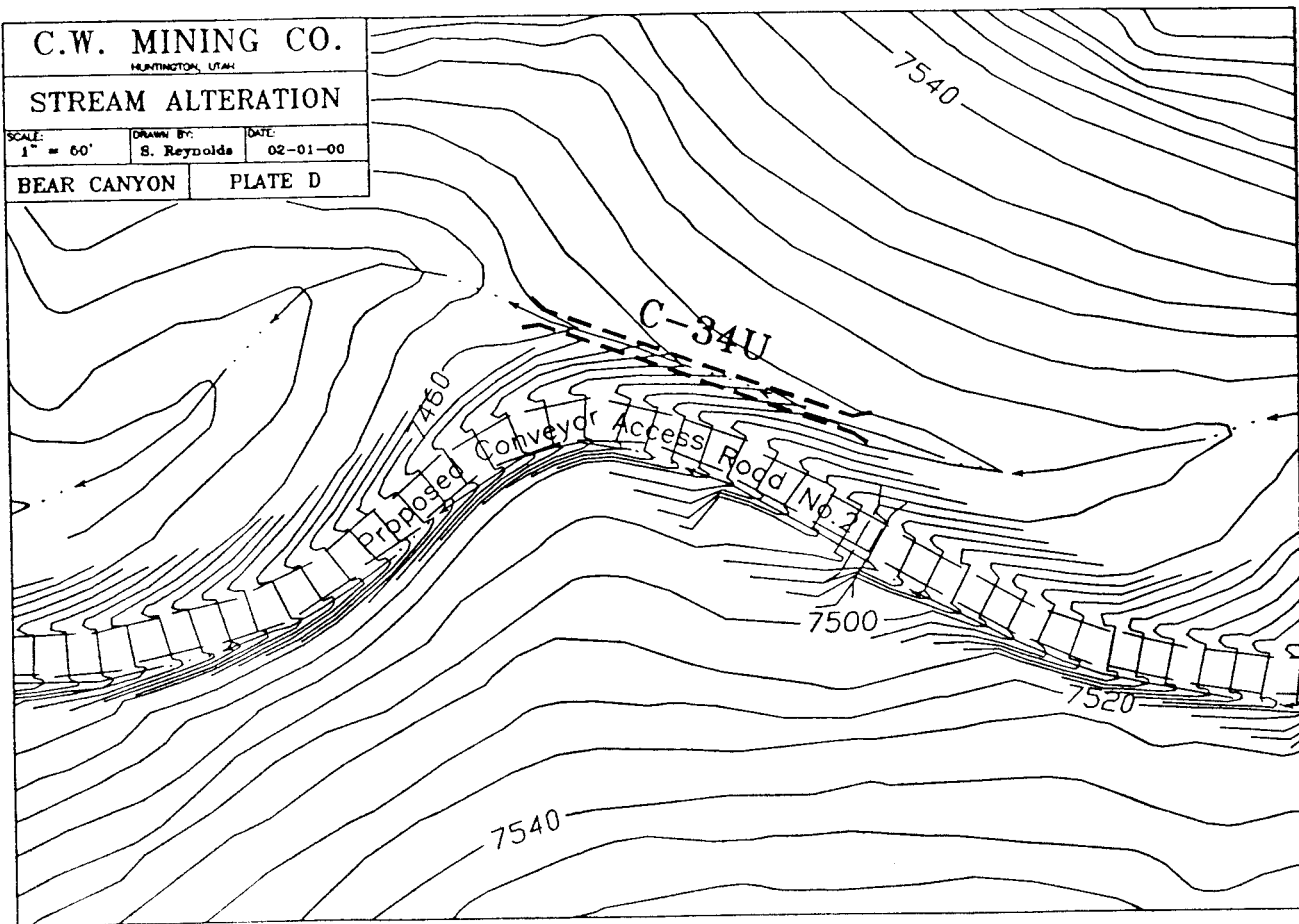 C.W. MINING CO.
HUNTINGTON, UTAH
STREAM ALTERATION
SCALE:
1" = 60'
DRAWN BY:
S. Reynolds
DATE:
02-01-00
BEAR CANYON
PLATE D
7540
C-34U
7460
Proposed Conveyor Access Road No.2
7500
7520
7540